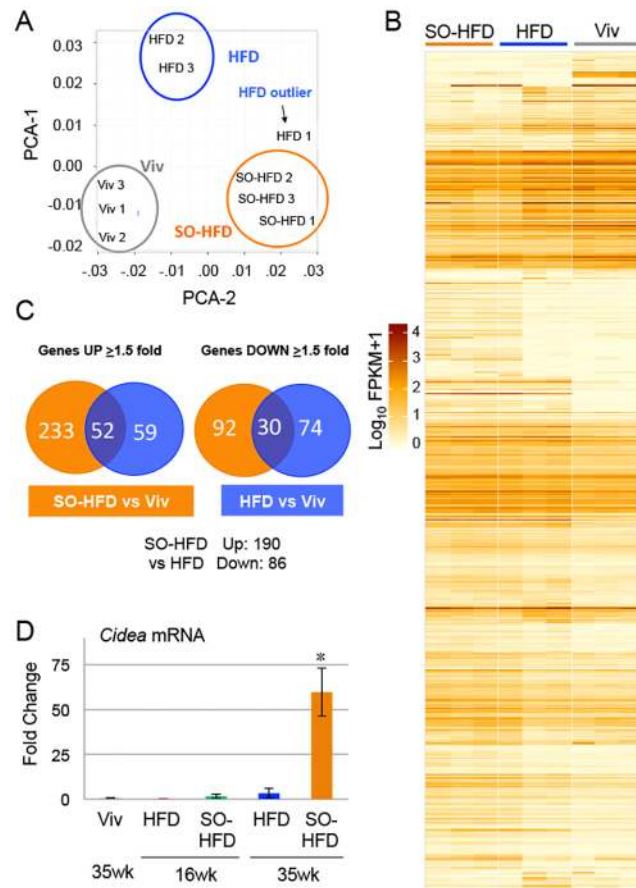 A
0.03
0.02
0.01
0.00
-0.01
-0.02
PCA-1
HFD 2
HFD 3
HFD
HFD outlier
HFD 1
Viv
Viv 3
Viv 1
Viv 2
SO-HFD 2
SO-HFD 3
SO-HFD 1
SO-HFD
-.03 -.02 -.01 .00 .01 .02 .03
PCA-2
B
SO-HFD HFD Viv
Log10 FPKM+1
4
3
2
1
0
C
Genes UP ≥1.5 fold
Genes DOWN ≥1.5 fold
233 52 59
92 30 74
SO-HFD vs Viv
HFD vs Viv
SO-HFD Up: 190
vs HFD Down: 86
D
Cidea mRNA
*
75
50
25
0
Fold Change
Viv HFD SO-HFD HFD SO-HFD
35wk 16wk 35wk